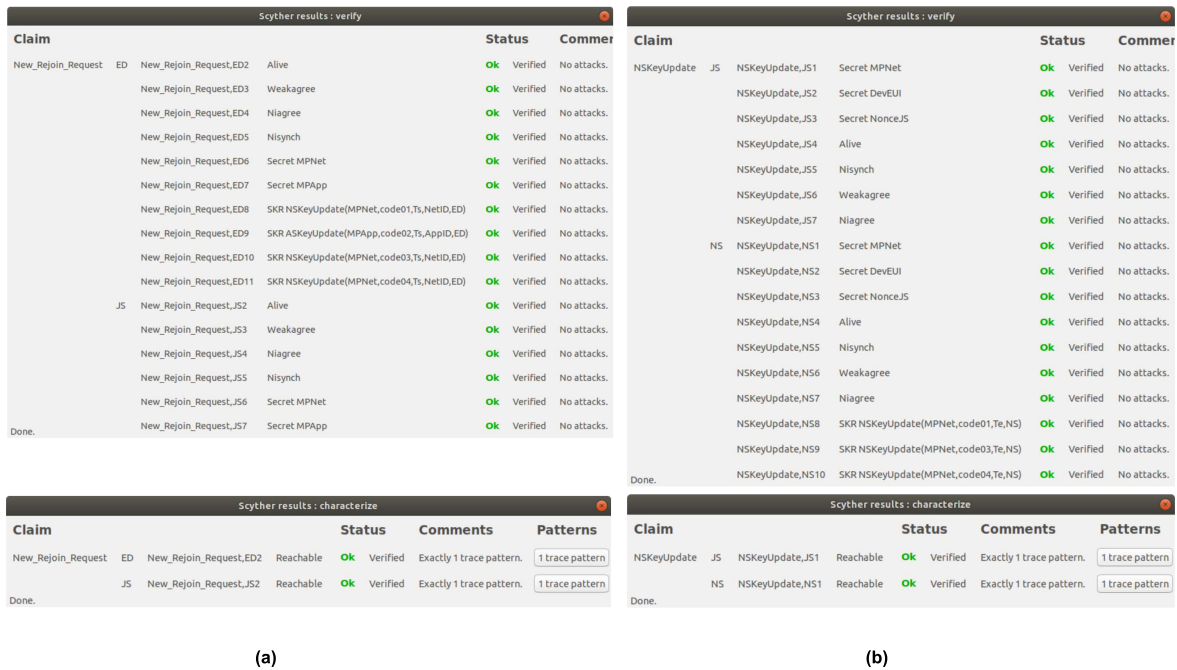 Scyther results : verify
Claim Status Commer
New_Rejoin_Request ED New_Rejoin_Request,ED2 Alive Ok Verified No attacks.
New_Rejoin_Request,ED3 Weakagree Ok Verified No attacks.
New_Rejoin_Request,ED4 Niagree Ok Verified No attacks.
New_Rejoin_Request,ED5 Nisynch Ok Verified No attacks.
New_Rejoin_Request,ED6 Secret MPNet Ok Verified No attacks.
New_Rejoin_Request,ED7 Secret MPApp Ok Verified No attacks.
New_Rejoin_Request,ED8 SKR NSKeyUpdate(MPNet,code01,Ts,NetID,ED) Ok Verified No attacks.
New_Rejoin_Request,ED9 SKR ASKeyUpdate(MPApp,code02,Ts,AppID,ED) Ok Verified No attacks.
New_Rejoin_Request,ED10 SKR NSKeyUpdate(MPNet,code03,Ts,NetID,ED) Ok Verified No attacks.
New_Rejoin_Request,ED11 SKR NSKeyUpdate(MPNet,code04,Ts,NetID,ED) Ok Verified No attacks.
JS New_Rejoin_Request,JS2 Alive Ok Verified No attacks.
New_Rejoin_Request,JS3 Weakagree Ok Verified No attacks.
New_Rejoin_Request,JS4 Niagree Ok Verified No attacks.
New_Rejoin_Request,JS5 Nisynch Ok Verified No attacks.
New_Rejoin_Request,JS6 Secret MPNet Ok Verified No attacks.
New_Rejoin_Request,JS7 Secret MPApp Ok Verified No attacks.
Done.
Scyther results : characterize
Claim Status Comments Patterns
New_Rejoin_Request ED New_Rejoin_Request,ED2 Reachable Ok Verified Exactly 1 trace pattern. 1 trace pattern
JS New_Rejoin_Request,JS2 Reachable Ok Verified Exactly 1 trace pattern. 1 trace pattern
Done.
(a)
Scyther results : verify
Claim Status Commer
NSKeyUpdate JS NSKeyUpdate,JS1 Secret MPNet Ok Verified No attacks.
NSKeyUpdate,JS2 Secret DevEUI Ok Verified No attacks.
NSKeyUpdate,JS3 Secret NonceJS Ok Verified No attacks.
NSKeyUpdate,JS4 Alive Ok Verified No attacks.
NSKeyUpdate,JS5 Nisynch Ok Verified No attacks.
NSKeyUpdate,JS6 Weakagree Ok Verified No attacks.
NSKeyUpdate,JS7 Niagree Ok Verified No attacks.
NS NSKeyUpdate,NS1 Secret MPNet Ok Verified No attacks.
NSKeyUpdate,NS2 Secret DevEUI Ok Verified No attacks.
NSKeyUpdate,NS3 Secret NonceJS Ok Verified No attacks.
NSKeyUpdate,NS4 Alive Ok Verified No attacks.
NSKeyUpdate,NS5 Nisynch Ok Verified No attacks.
NSKeyUpdate,NS6 Weakagree Ok Verified No attacks.
NSKeyUpdate,NS7 Niagree Ok Verified No attacks.
NSKeyUpdate,NS8 SKR NSKeyUpdate(MPNet,code01,Te,NS) Ok Verified No attacks.
NSKeyUpdate,NS9 SKR NSKeyUpdate(MPNet,code03,Te,NS) Ok Verified No attacks.
NSKeyUpdate,NS10 SKR NSKeyUpdate(MPNet,code04,Te,NS) Ok Verified No attacks.
Done.
Scyther results : characterize
Claim Status Comments Patterns
NSKeyUpdate JS NSKeyUpdate,JS1 Reachable Ok Verified Exactly 1 trace pattern. 1 trace pattern
NS NSKeyUpdate,NS1 Reachable Ok Verified Exactly 1 trace pattern. 1 trace pattern
Done.
(b)